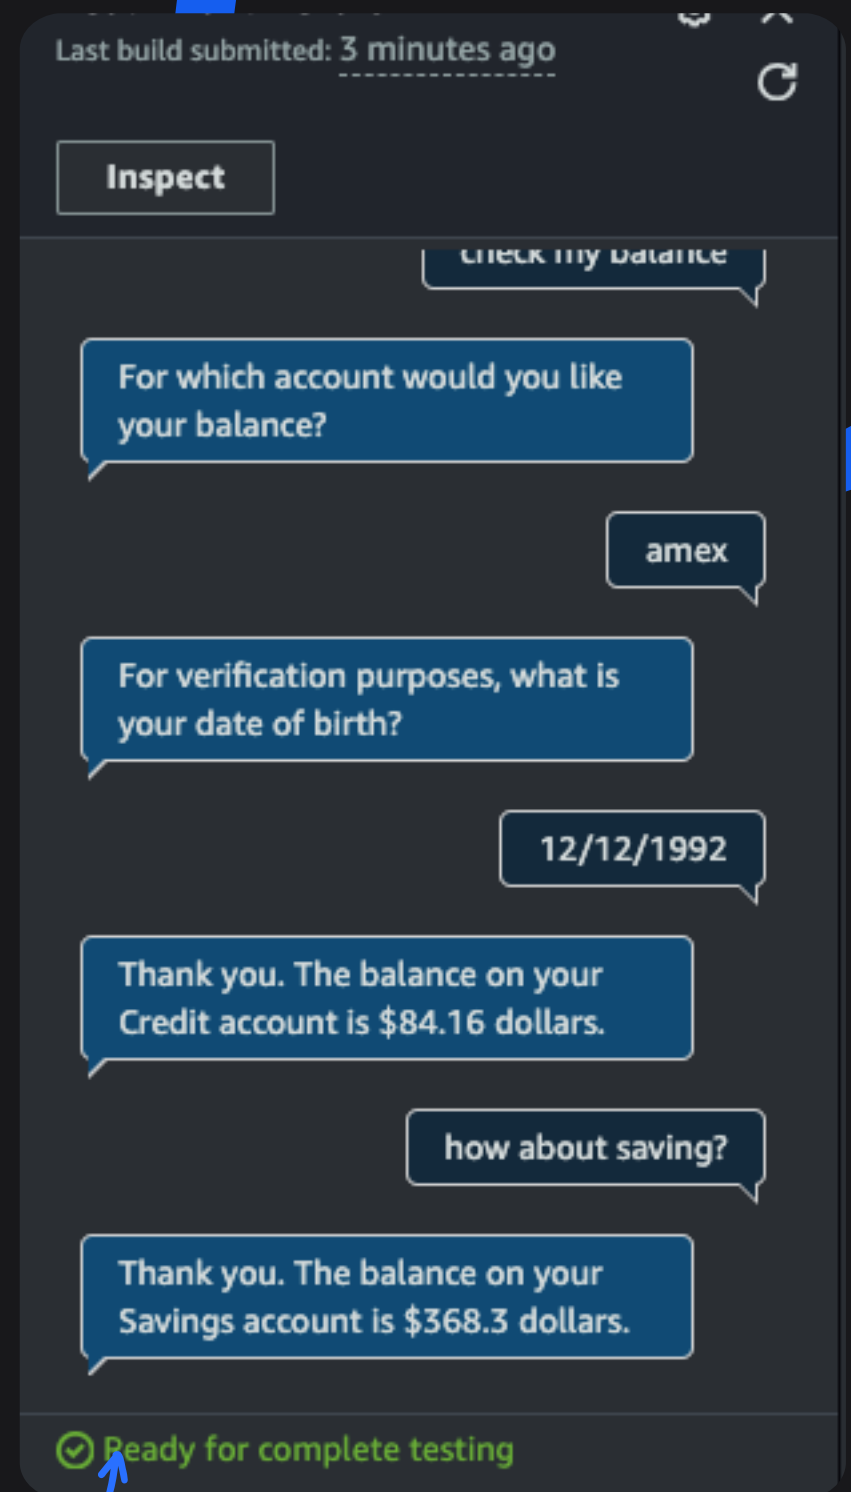 Last build submitted: 3 minutes ago
Inspect
check my balance
For which account would you like
your balance?
amex
For verification purposes, what is
your date of birth?
12/12/1992
Thank you. The balance on your
Credit account is $84.16 dollars.
how about saving?
Thank you. The balance on your
Savings account is $368.3 dollars.
Ready for complete testing